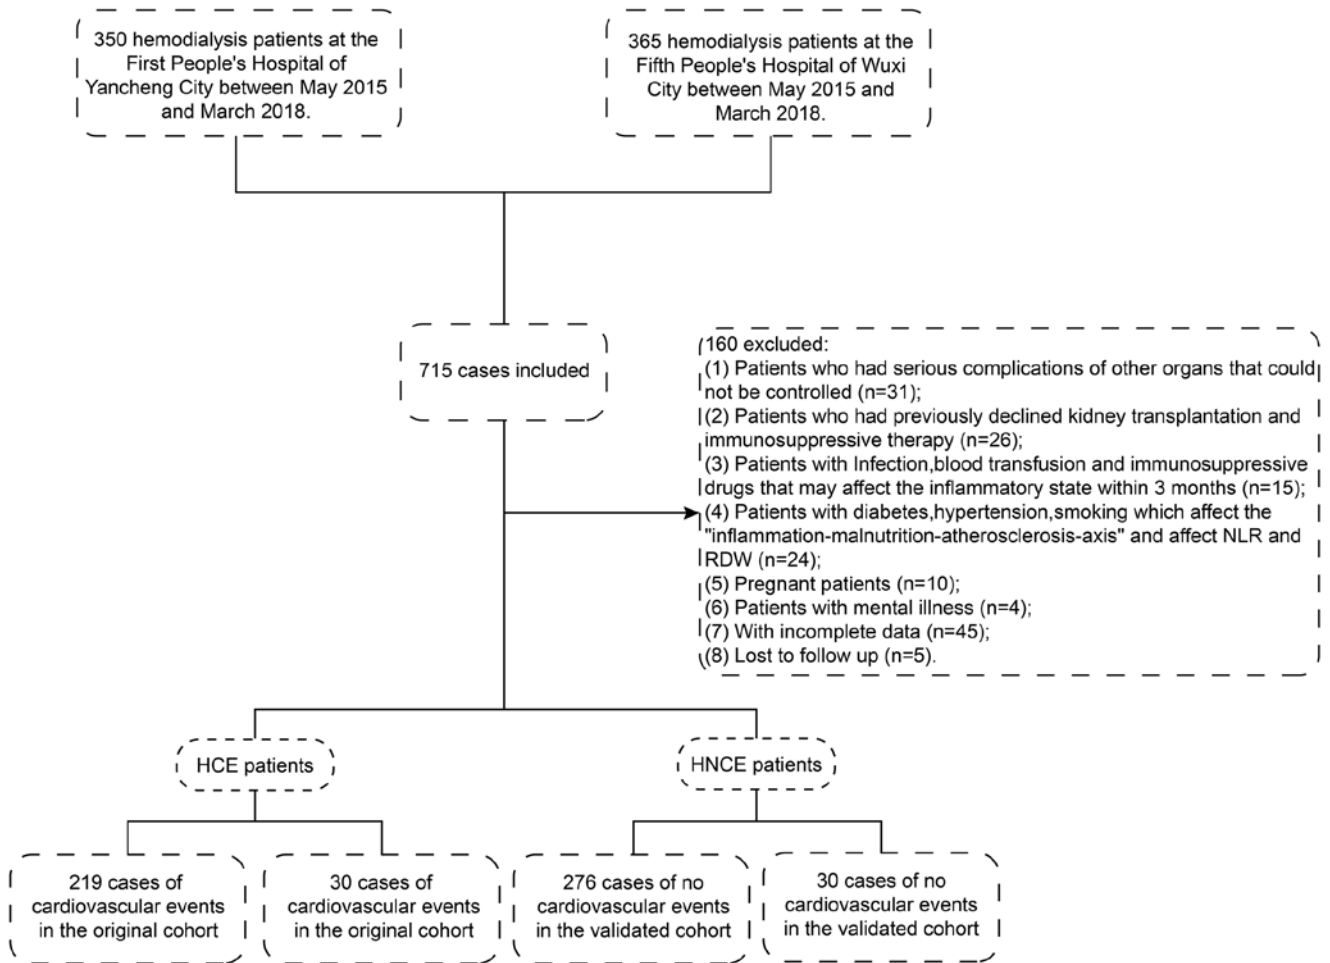 350 hemodialysis patients at the
First People's Hospital of
Yancheng City between May 2015
and March 2018.
365 hemodialysis patients at the
Fifth People's Hospital of Wuxi
City between May 2015 and
March 2018.
715 cases included
160 excluded:
(1) Patients who had serious complications of other organs that could
not be controlled (n=31);
(2) Patients who had previously declined kidney transplantation and
immunosuppressive therapy (n=26);
(3) Patients with Infection,blood transfusion and immunosuppressive
drugs that may affect the inflammatory state within 3 months (n=15);
(4) Patients with diabetes,hypertension,smoking which affect the
"inflammation-malnutrition-atherosclerosis-axis" and affect NLR and
RDW (n=24);
(5) Pregnant patients (n=10);
(6) Patients with mental illness (n=4);
(7) With incomplete data (n=45);
(8) Lost to follow up (n=5).
HCE patients
HNCE patients
219 cases of
cardiovascular events
in the original cohort
30 cases of
cardiovascular events
in the original cohort
276 cases of no
cardiovascular events
in the validated cohort
30 cases of no
cardiovascular events
in the validated cohort